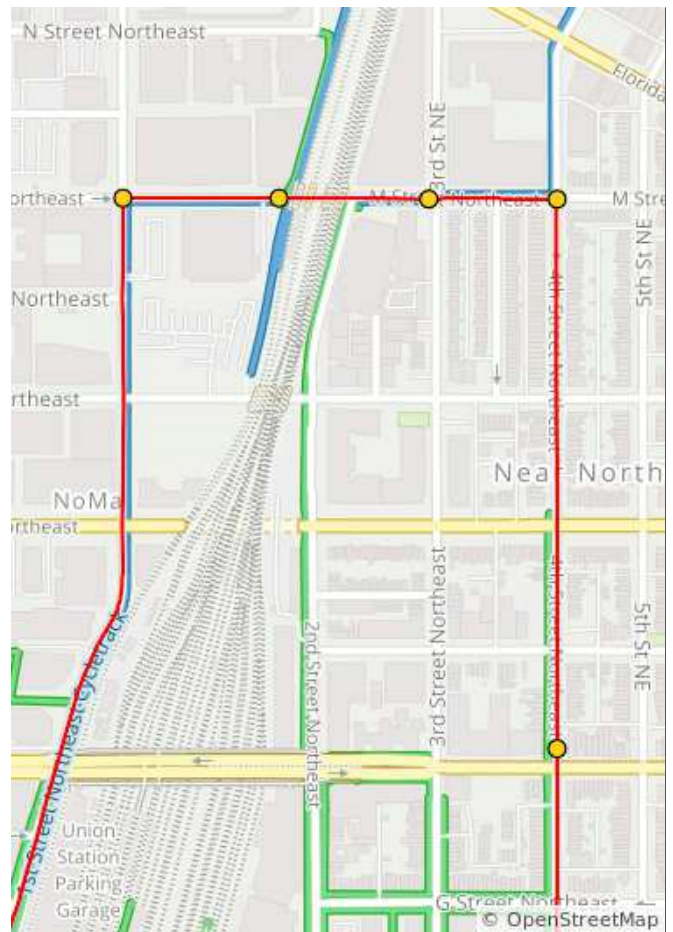 N Street Northeast
Florida
3rd St NE
ortheast
M Street Northeast
M Stre
5th St NE
Northeast
4th Street Northeast
rtheast
Near North
NoMa
ortheast
4th Street Northeast
3rd Street Northeast
5th St NE
2nd Street Northeast
1st Street Northeast Cycletrack
Union
Station
Parking
Garage
G Street Northeast
© OpenStreetMap